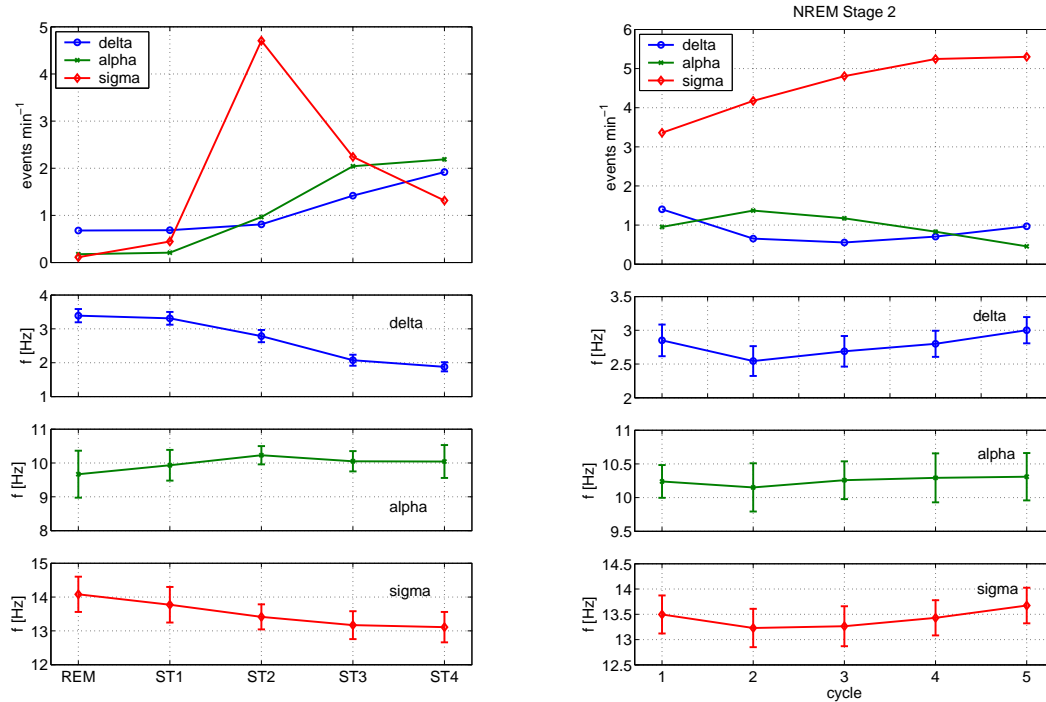 5
4
3
2
1
0
events min⁻¹
delta
alpha
sigma
4
3
2
1
f [Hz]
delta
11
10
9
8
f [Hz]
alpha
15
14
13
12
f [Hz]
sigma
REM ST1 ST2 ST3 ST4
NREM Stage 2
6
5
4
3
2
1
0
events min⁻¹
delta
alpha
sigma
3.5
3
2.5
2
f [Hz]
delta
11
10.5
10
9.5
f [Hz]
alpha
14.5
14
13.5
13
12.5
f [Hz]
sigma
1 2 3 4 5
cycle